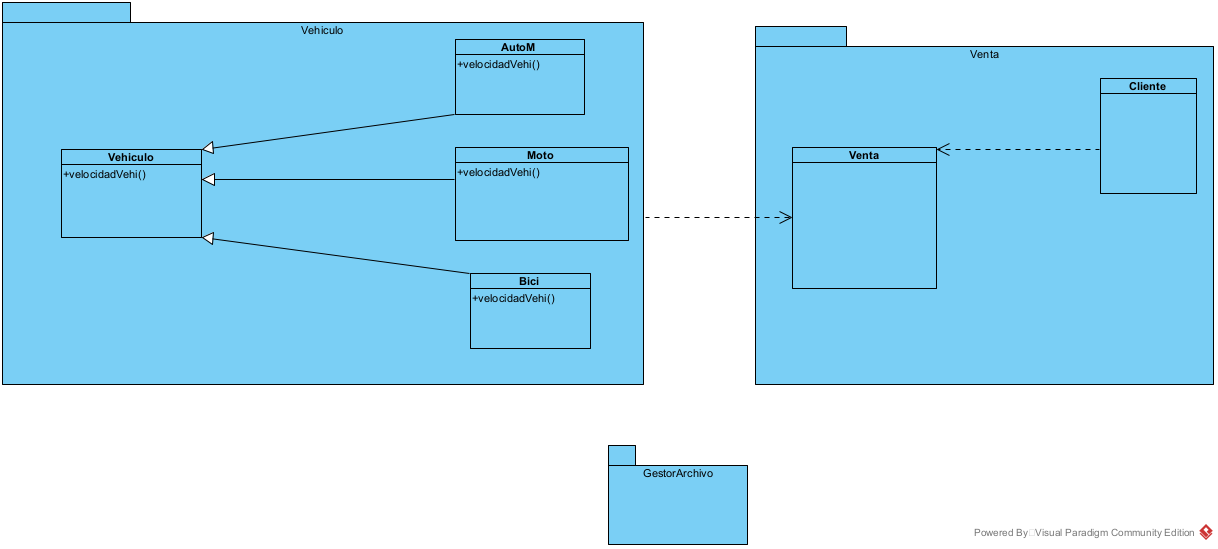 Vehiculo
AutoM
+velocidadVehi()
Vehiculo
+velocidadVehi()
Moto
+velocidadVehi()
Bici
+velocidadVehi()
Venta
Cliente
Venta
GestorArchivo
Powered By Visual Paradigm Community Edition